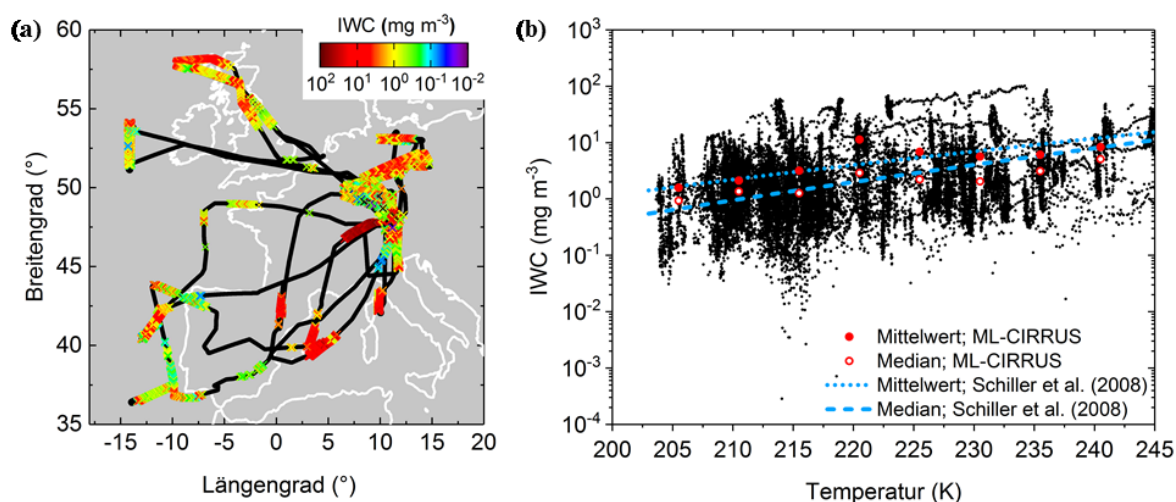 (a)
IWC (mg m⁻³)
10² 10¹ 10⁰ 10⁻¹ 10⁻²
60
55
50
45
40
35
Breitengrad (°)
-15 -10 -5 0 5 10 15 20
Längengrad (°)
(b)
10³
10²
10¹
10⁰
10⁻¹
10⁻²
10⁻³
10⁻⁴
IWC (mg m⁻³)
Mittelwert; ML-CIRRUS
Median; ML-CIRRUS
Mittelwert; Schiller et al. (2008)
Median; Schiller et al. (2008)
200 205 210 215 220 225 230 235 240 245
Temperatur (K)